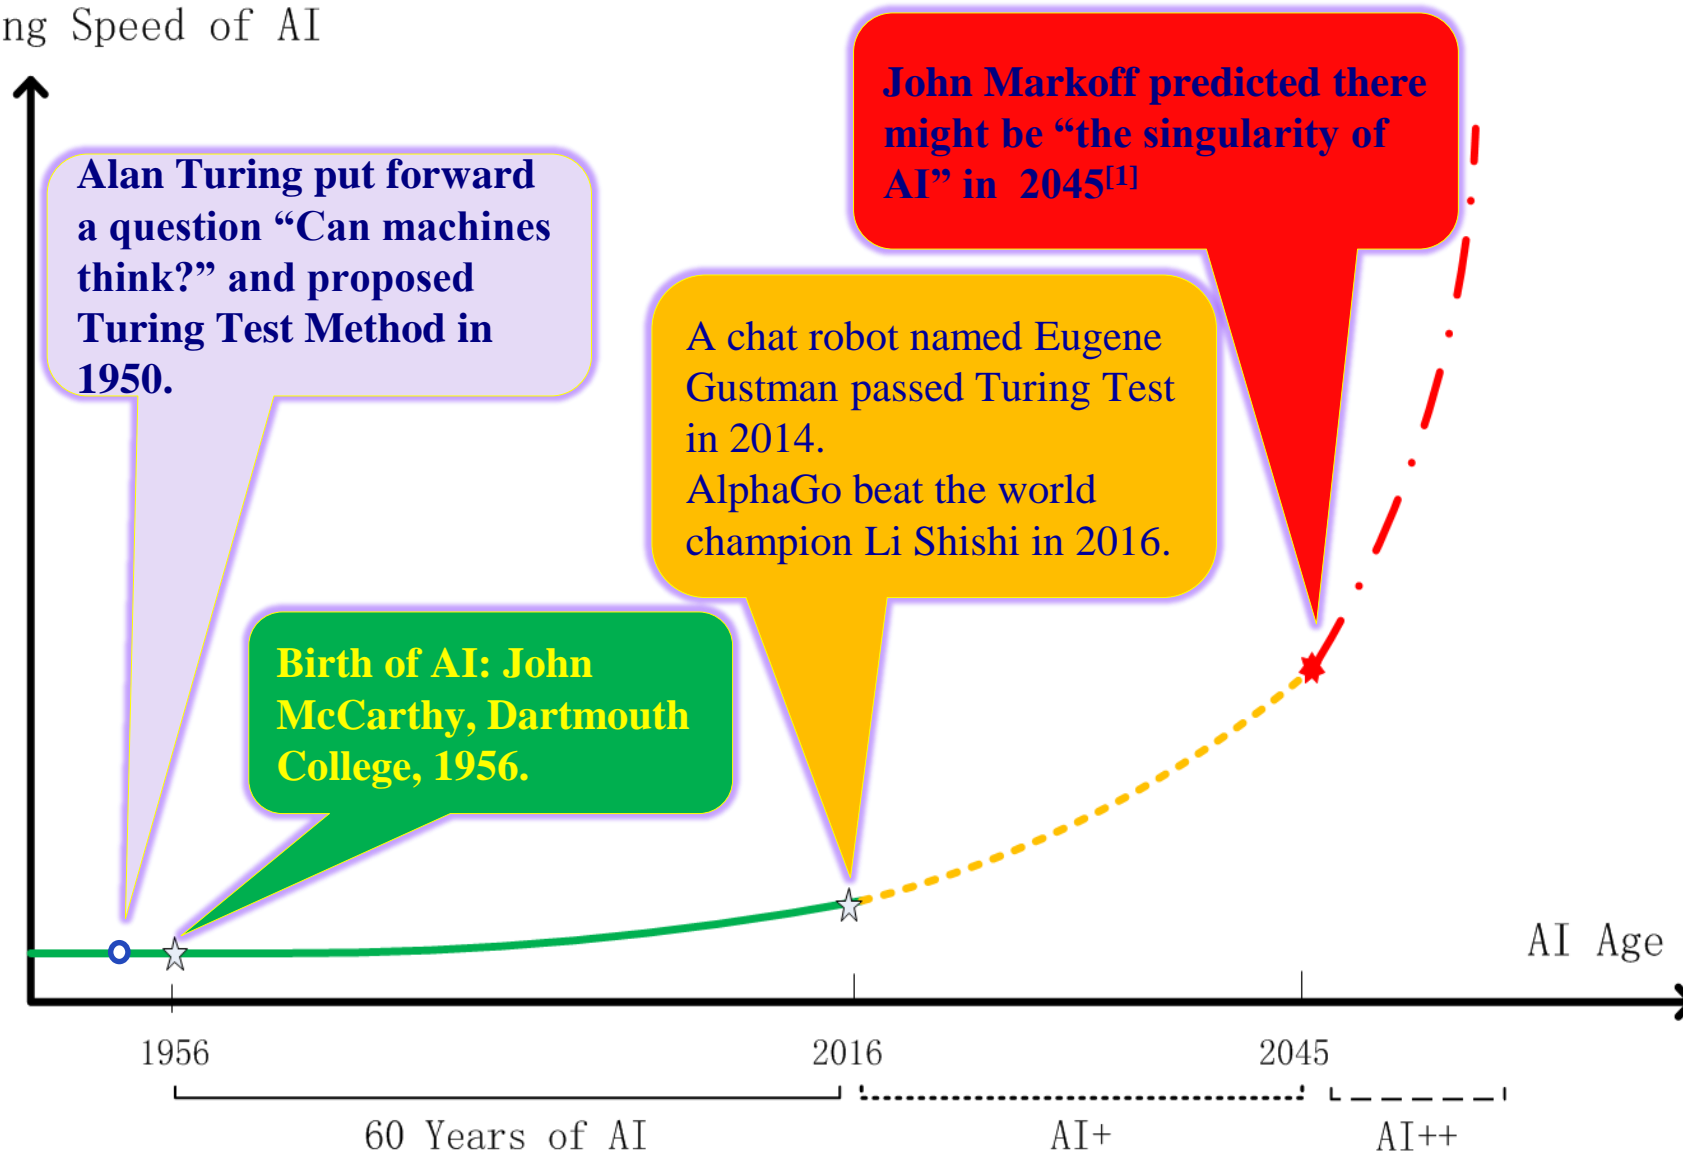 ng Speed of AI
John Markoff predicted there
might be “the singularity of
AI” in 2045[1]
Alan Turing put forward
a question “Can machines
think?” and proposed
Turing Test Method in
1950.
A chat robot named Eugene
Gustman passed Turing Test
in 2014.
AlphaGo beat the world
champion Li Shishi in 2016.
Birth of AI: John
McCarthy, Dartmouth
College, 1956.
AI Age
1956
2016
2045
60 Years of AI
AI+
AI++